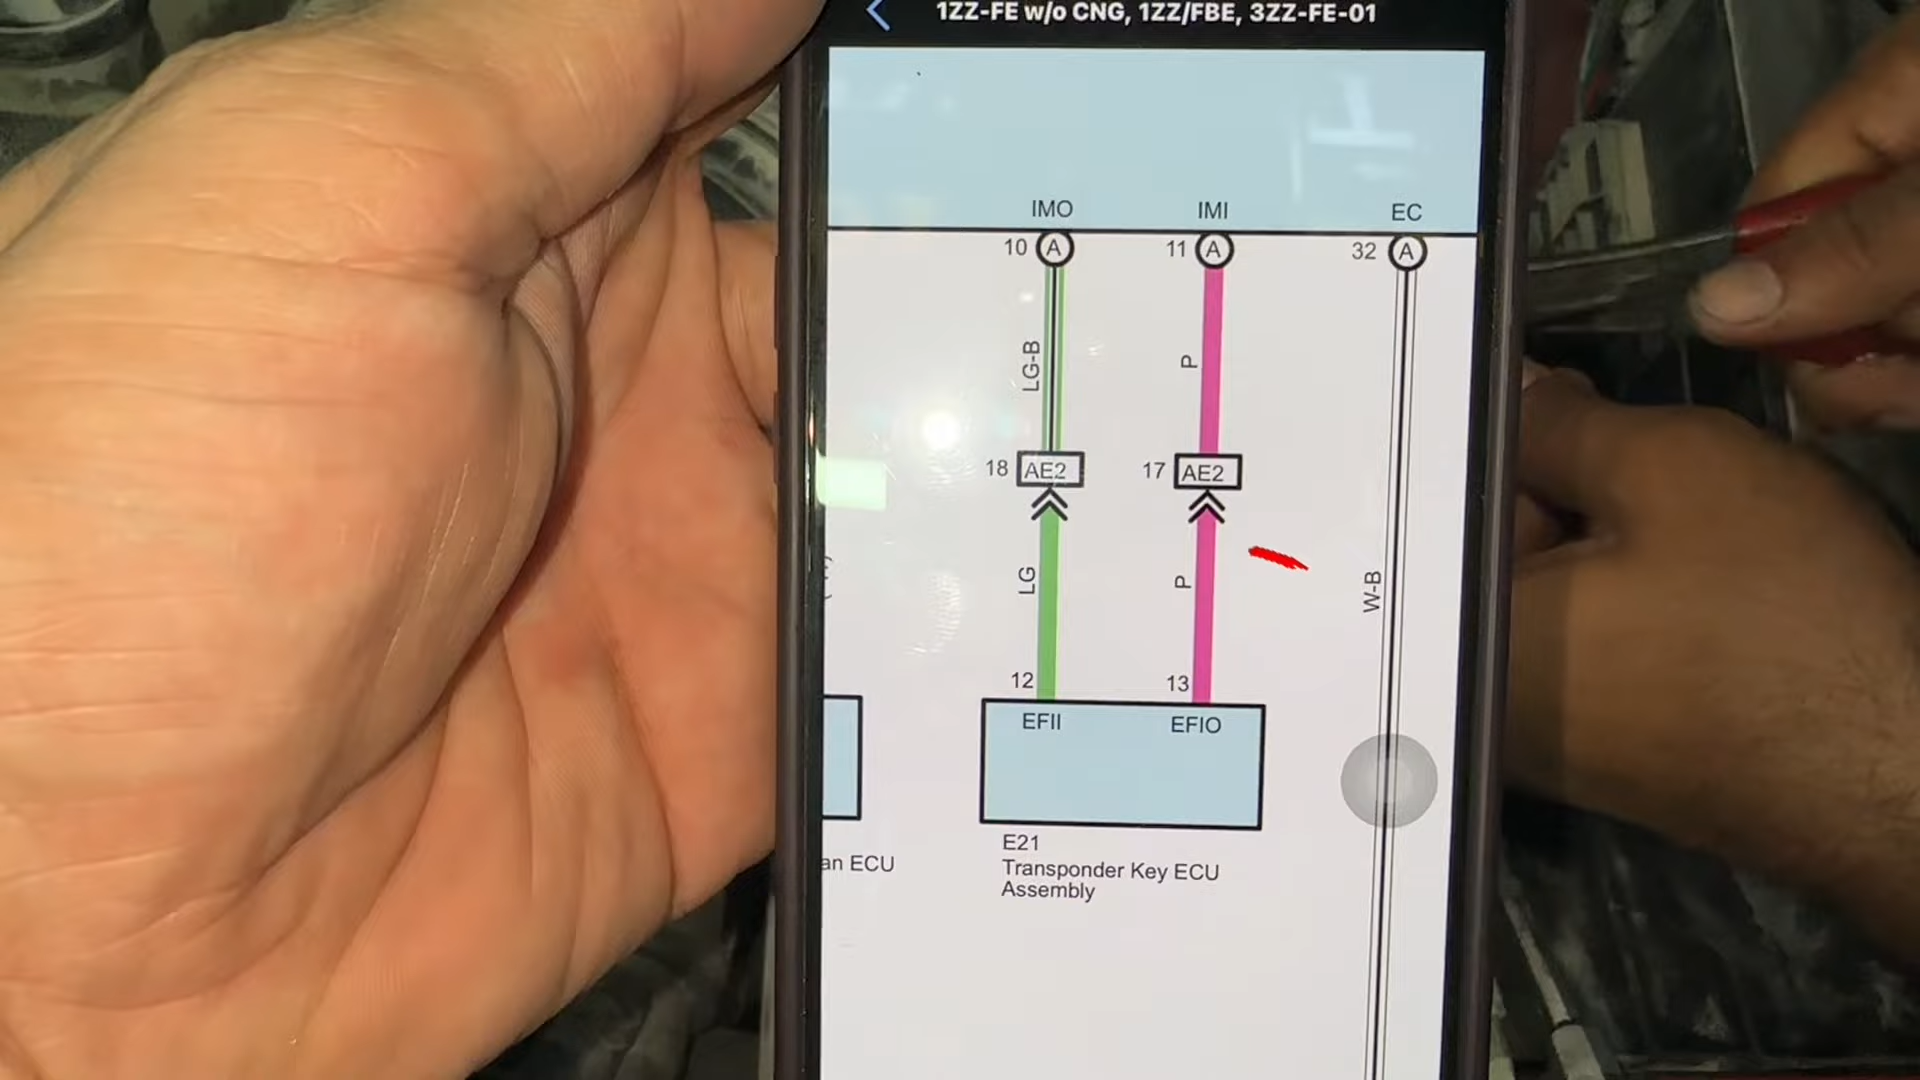 1ZZ-FE w/o CNG, 1ZZ/FBE, 3ZZ-FE-01
IMO IMI EC
10 A 11 A 32 A
LG-B P
18 AE2 17 AE2
LG P W-B
12 13
EFII EFIO
E21
an ECU Transponder Key ECU
Assembly